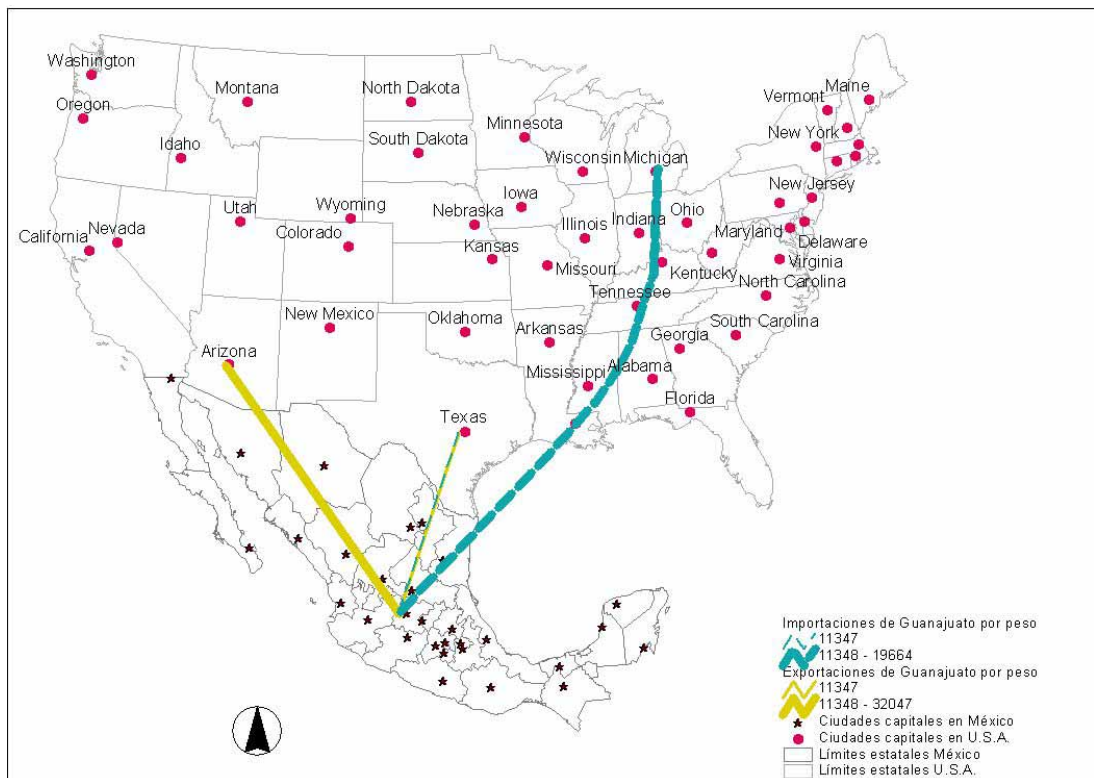 Washington
Montana
North Dakota
Maine
Vermont
Oregon
Minnesota
New York
South Dakota
Idaho
Wisconsin
Michigan
New Jersey
Iowa
Wyoming
Nebraska
Utah
Indiana
Ohio
Illinois
Nevada
California
Colorado
Maryland
Delaware
Kansas
Missouri
Kentucky
Virginia
North Carolina
Tennessee
New Mexico
Oklahoma
Arkansas
South Carolina
Georgia
Arizona
Mississippi
Alabama
Florida
Texas
Importaciones de Guanajuato por peso
11347
11348 - 19664
Exportaciones de Guanajuato por peso
11347
11348 - 32047
Ciudades capitales en México
Ciudades capitales en U.S.A.
Límites estatales México
Límites estatales U.S.A.